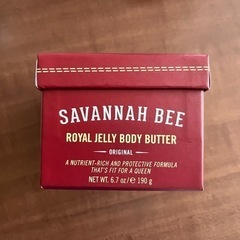 SAVANNAH BEE
ROYAL JELLY BODY BUTTER
ORIGINAL
A NUTRIENT-RICH AND PROTECTIVE FORMULA
THAT'S FIT FOR A QUEEN
NET WT. 6.7 oz ℮ 190 g